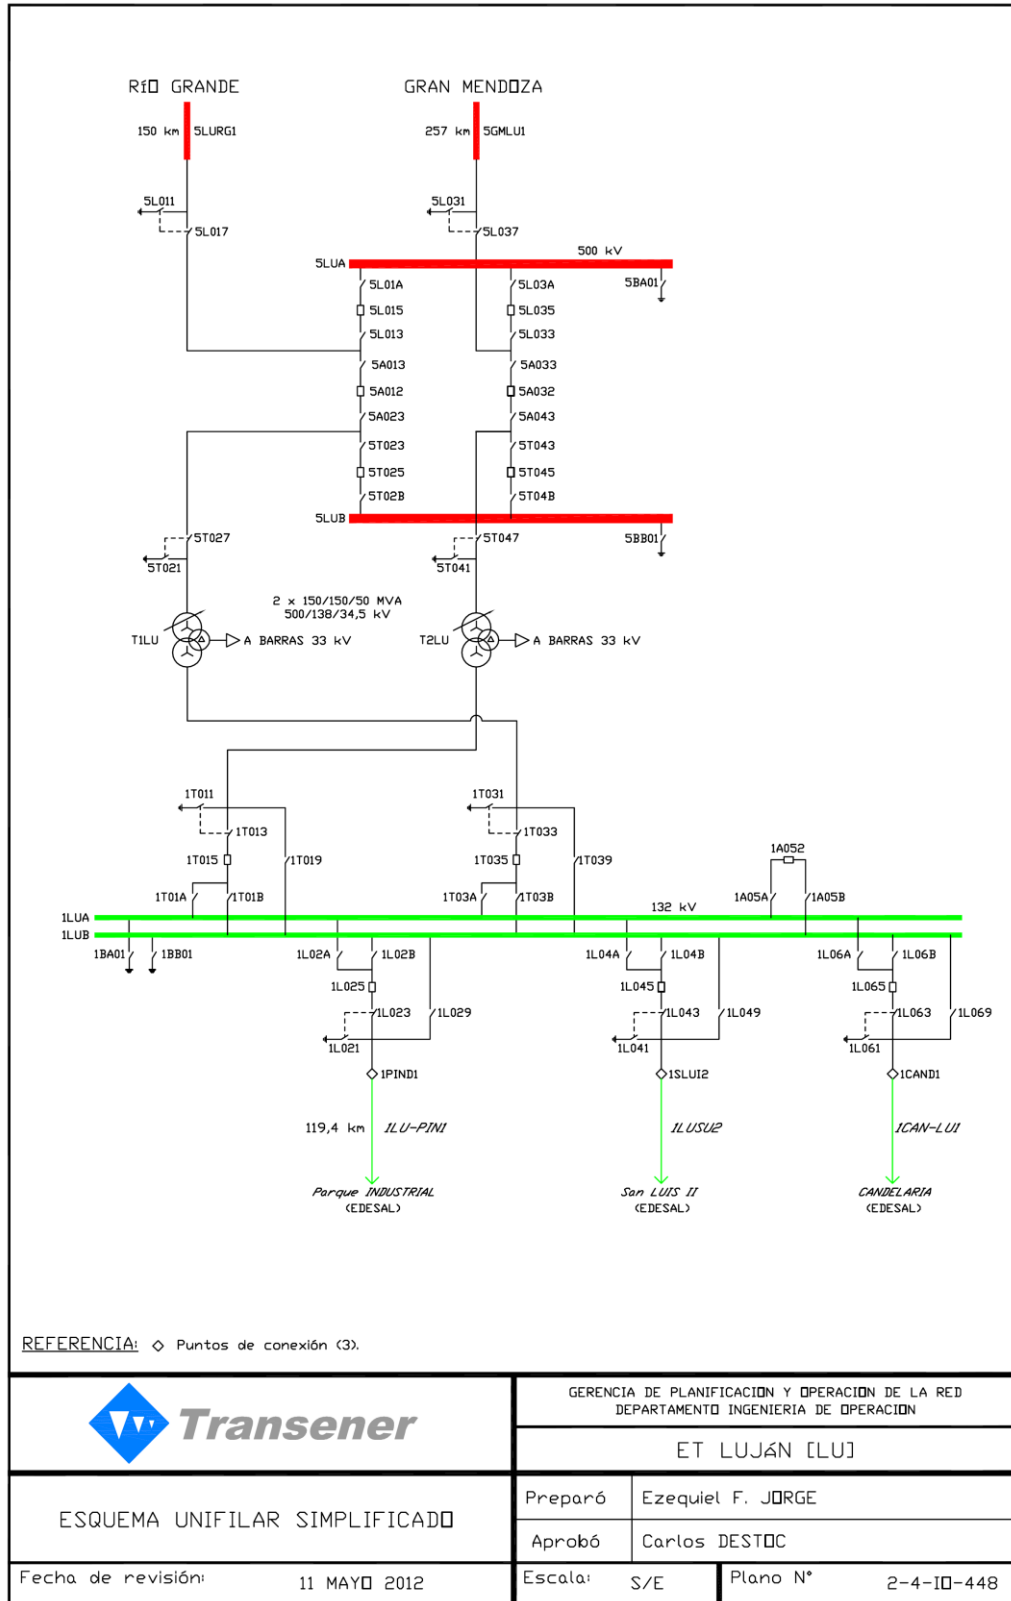 RÍO GRANDE
GRAN MENDOZA
150 km 5LURG1
257 km 5GMLU1
5L011
5L031
5L017
5L037
500 kV
5LUA
5L01A
5L03A
5BA01
5L015
5L035
5L013
5L033
5A013
5A033
5A012
5A032
5A023
5A043
5T023
5T043
5T025
5T045
5T02B
5T04B
5LUB
5T027
5T047
5BB01
5T021
5T041
2 x 150/150/50 MVA
500/138/34,5 kV
T1LU
A BARRAS 33 kV
T2LU
A BARRAS 33 kV
1T011
1T031
1T013
1T033
1A052
1T015
1T019
1T035
1T039
1T01A
1T01B
1T03A
1T03B
1A05A
1A05B
1LUA
132 kV
1LUB
1BA01
1BB01
1L02A
1L02B
1L04A
1L04B
1L06A
1L06B
1L025
1L045
1L065
1L023
1L029
1L043
1L049
1L063
1L069
1L021
1L041
1L061
1PIND1
1SLUI2
1CAND1
119,4 km 1LU-PIN1
1LUSU2
1CAN-LU1
Parque INDUSTRIAL
(EDESAL)
San LUIS II
(EDESAL)
CANDELARIA
(EDESAL)
REFERENCIA: ◇ Puntos de conexión (3).
Transener
GERENCIA DE PLANIFICACION Y OPERACION DE LA RED
DEPARTAMENTO INGENIERIA DE OPERACION
ET LUJÁN [LU]
ESQUEMA UNIFILAR SIMPLIFICADO
Preparó Ezequiel F. JORGE
Aprobó Carlos DESTOC
Fecha de revisión: 11 MAYO 2012
Escala: S/E
Plano N° 2-4-IO-448